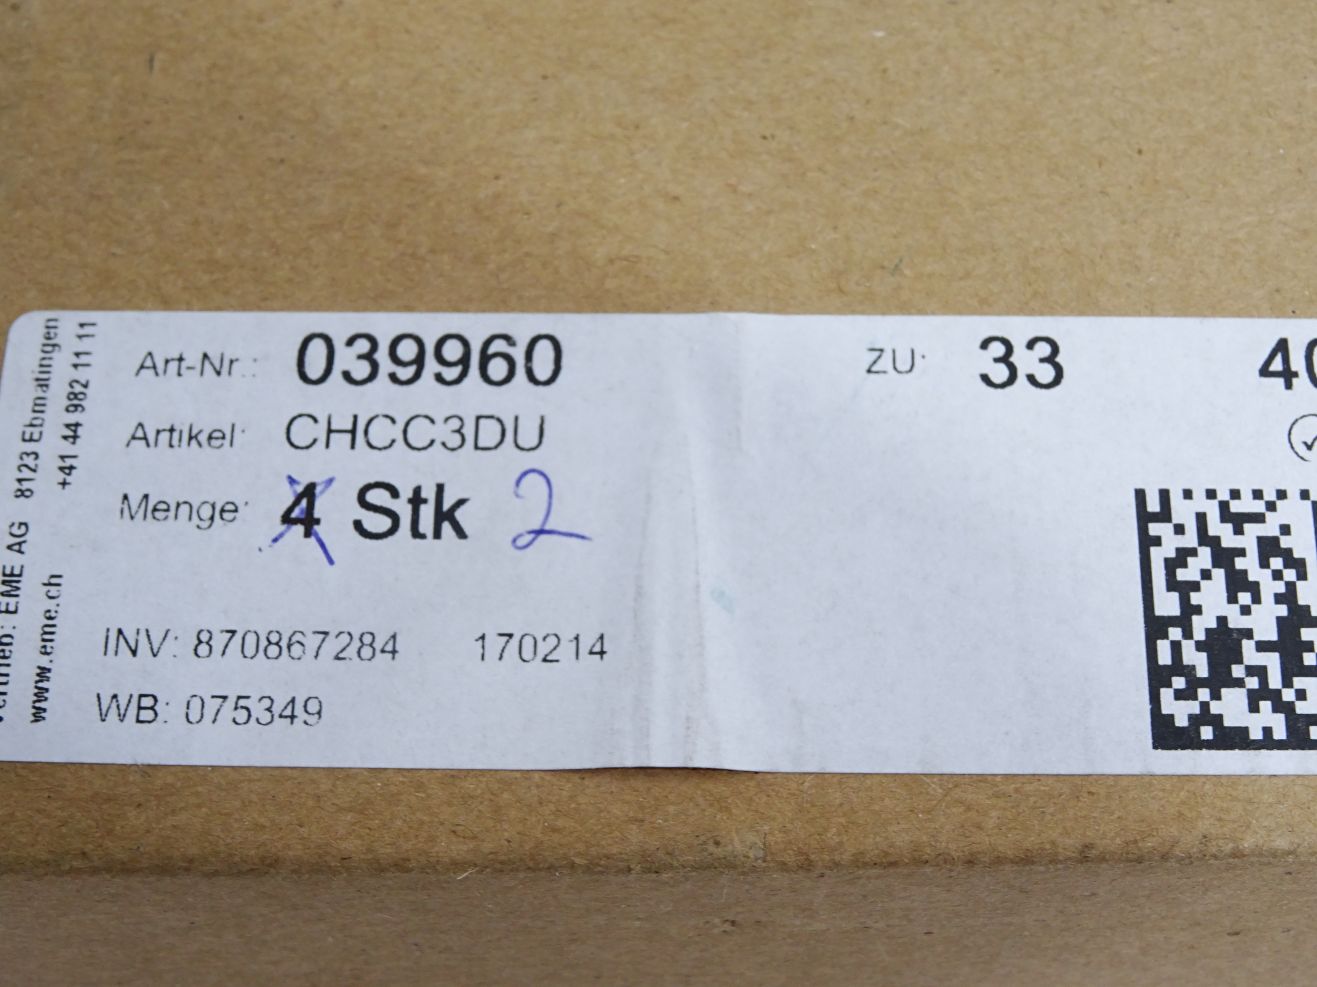 Vertrieb: EME AG 8123 Ebmatingen
www.eme.ch +41 44 982 11 11
Art-Nr.: 039960 ZU: 33 40
Artikel: CHCC3DU
Menge: 4 Stk 2
INV: 870867284 170214
WB: 075349